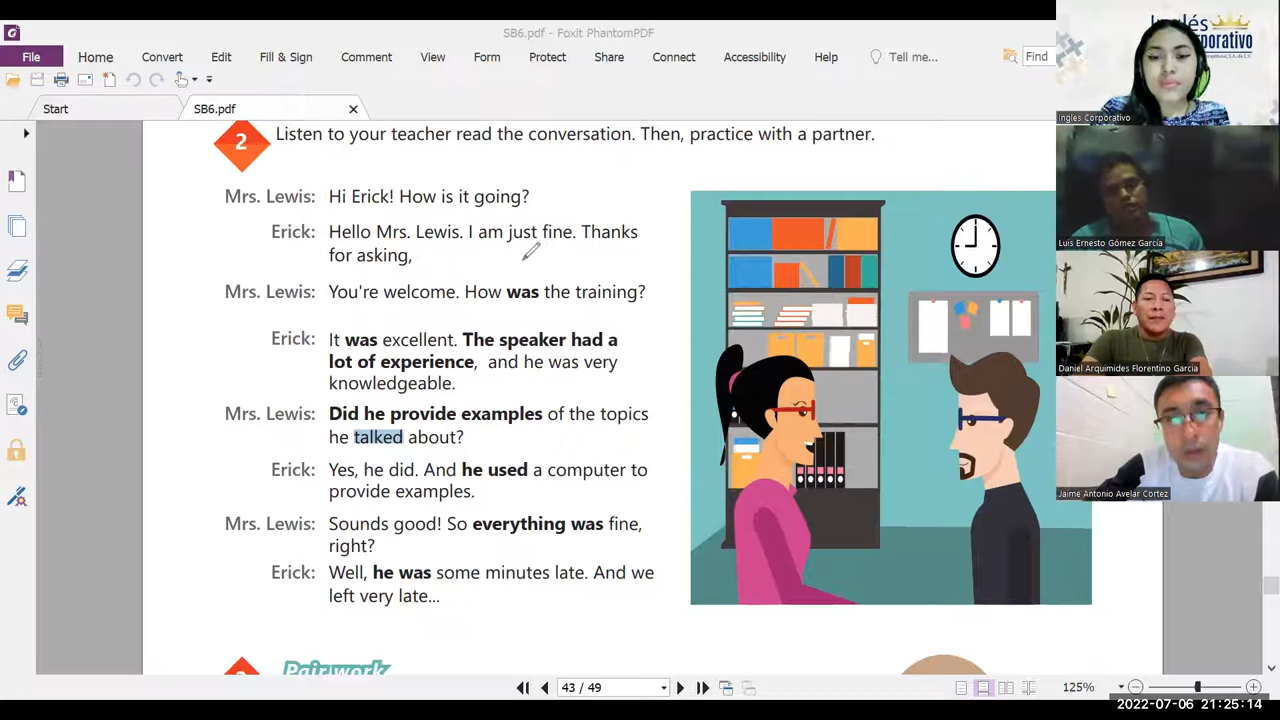 SB6.pdf - Foxit PhantomPDF
File Home Convert Edit Fill & Sign Comment View Form Protect Share Connect Accessibility Help Tell me... Find
Start SB6.pdf
2 Listen to your teacher read the conversation. Then, practice with a partner.
Mrs. Lewis: Hi Erick! How is it going?
Erick: Hello Mrs. Lewis. I am just fine. Thanks
for asking,
Mrs. Lewis: You're welcome. How was the training?
Erick: It was excellent. The speaker had a
lot of experience, and he was very
knowledgeable.
Mrs. Lewis: Did he provide examples of the topics
he talked about?
Erick: Yes, he did. And he used a computer to
provide examples.
Mrs. Lewis: Sounds good! So everything was fine,
right?
Erick: Well, he was some minutes late. And we
left very late...
Pair work
43 / 49
125%
Inglés
Ingles Corporativo
Luis Ernesto Gómez García
Daniel Arquimides Florentino Garcia
Jaime Antonio Avelar Cortez
2022-07-06 21:25:14